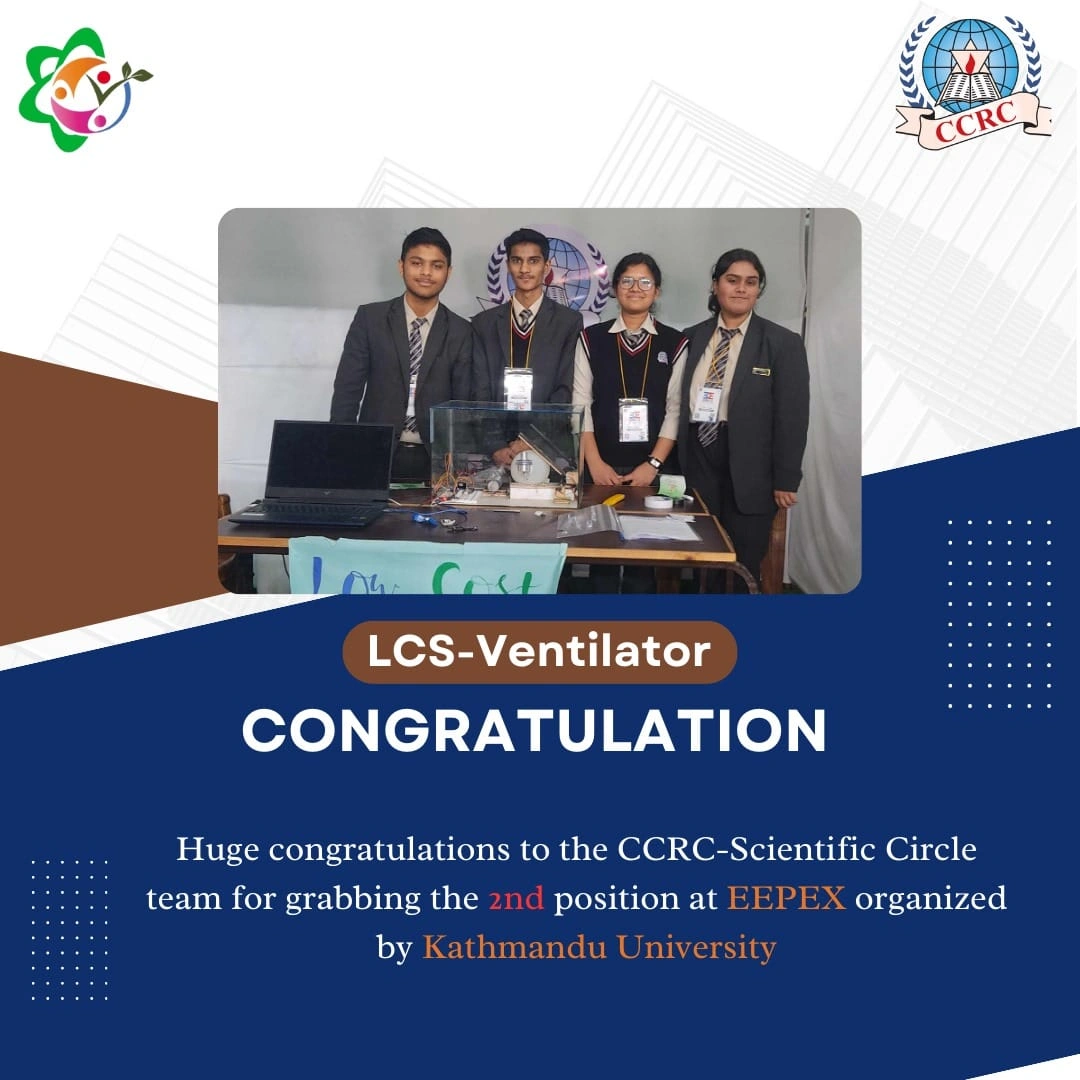 CCRC
Low Cost
LCS-Ventilator
CONGRATULATION
Huge congratulations to the CCRC-Scientific Circle
team for grabbing the 2nd position at EEPEX organized
by Kathmandu University